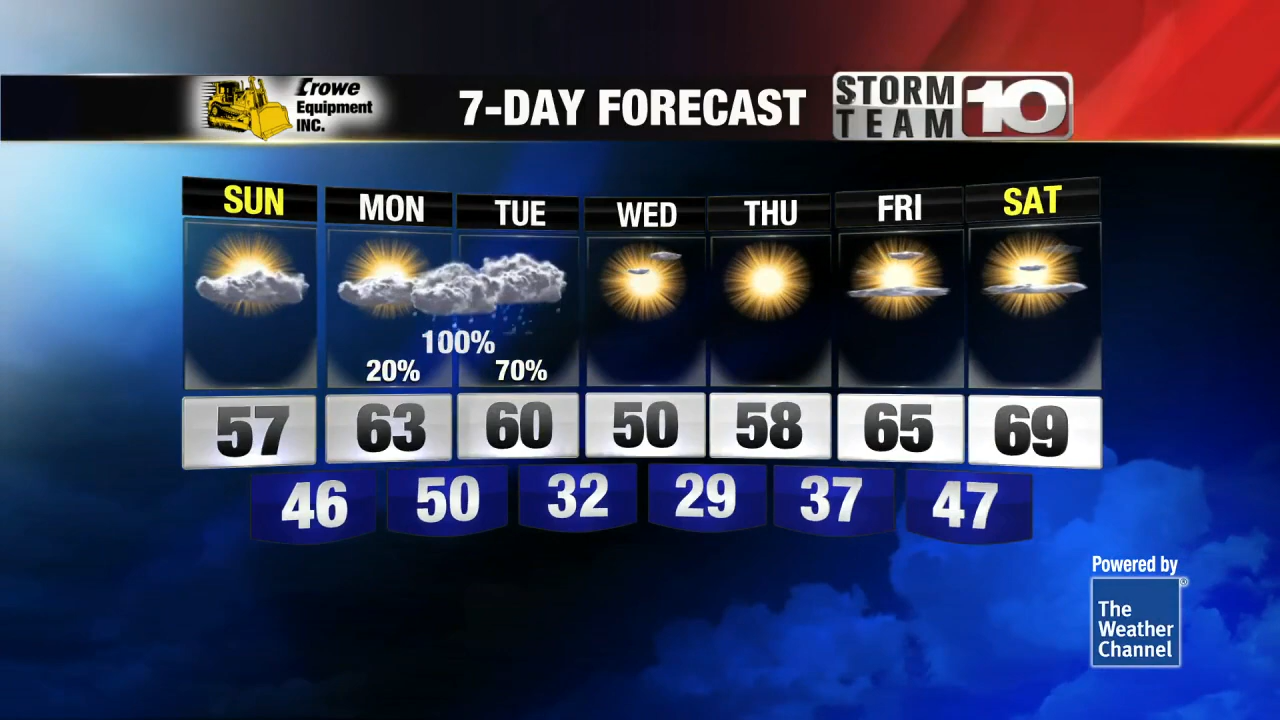 Crowe
Equipment
INC.
7-DAY FORECAST
STORM
TEAM
10
SUN MON TUE WED THU FRI SAT
100%
20% 70%
57 63 60 50 58 65 69
46 50 32 29 37 47
Powered by
The
Weather
Channel
®